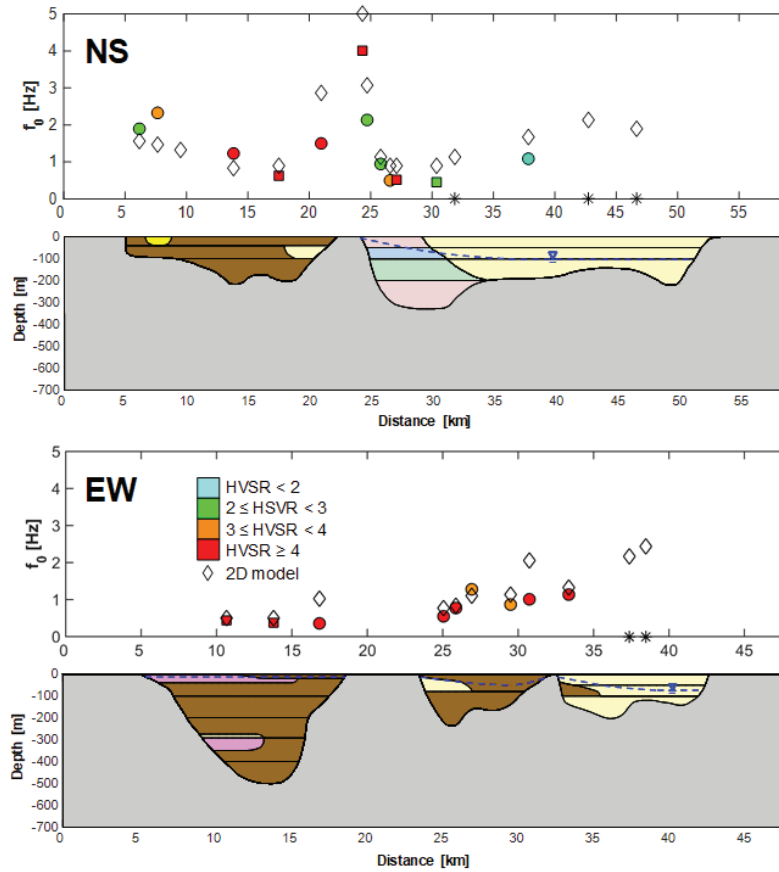 5
4
3
2
1
0
f0 [Hz]
NS
0 5 10 15 20 25 30 35 40 45 50 55
0
-100
-200
-300
-400
-500
-600
-700
Depth [m]
0 5 10 15 20 25 30 35 40 45 50 55
Distance [km]
5
4
3
2
1
0
f0 [Hz]
EW
HVSR < 2
2 ≤ HSVR < 3
3 ≤ HVSR < 4
HVSR ≥ 4
2D model
0 5 10 15 20 25 30 35 40 45
0
-100
-200
-300
-400
-500
-600
-700
Depth [m]
0 5 10 15 20 25 30 35 40 45
Distance [km]